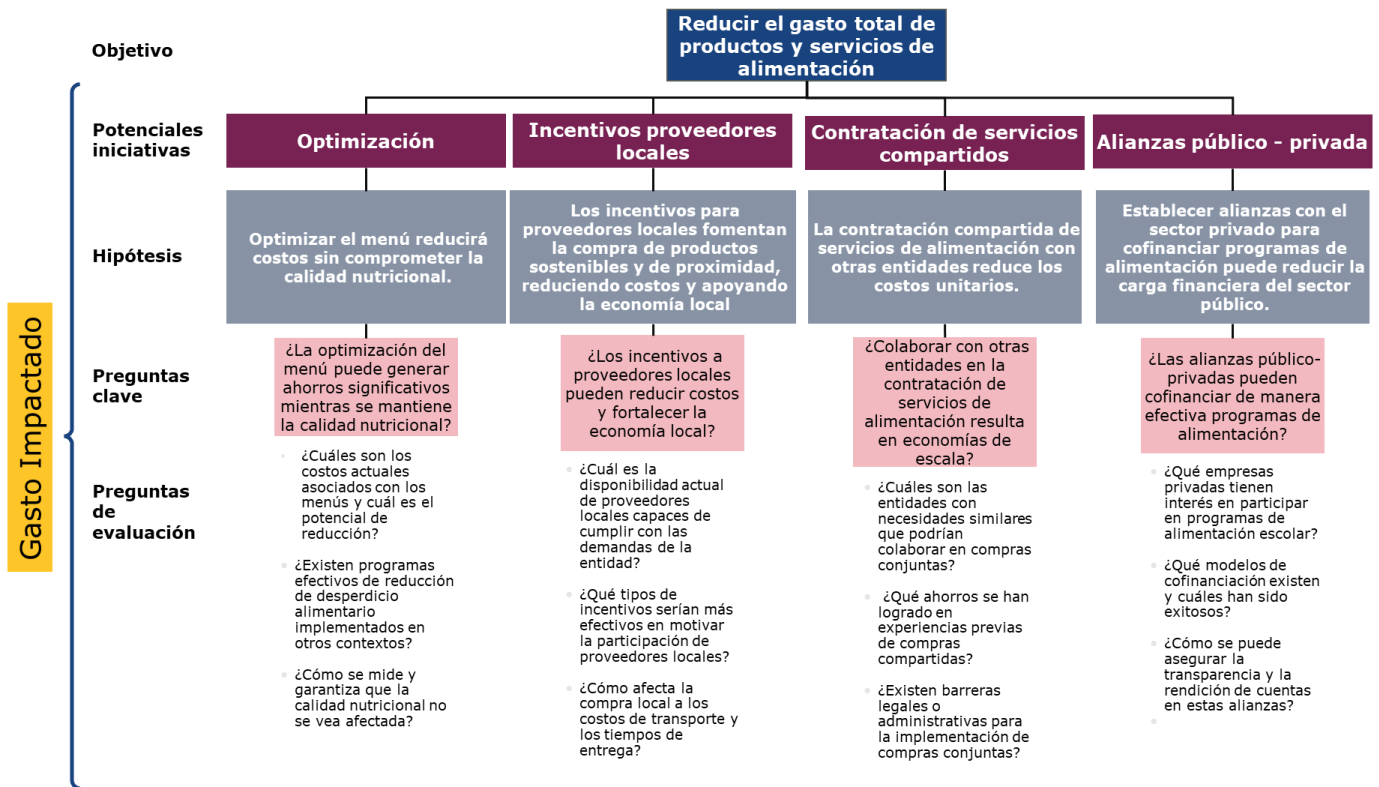 Objetivo
Reducir el gasto total de
productos y servicios de
alimentación
Potenciales
iniciativas
Optimización
Incentivos proveedores
locales
Contratación de servicios
compartidos
Alianzas público - privada
Hipótesis
Optimizar el menú reducirá
costos sin comprometer la
calidad nutricional.
Los incentivos para
proveedores locales fomentan
la compra de productos
sostenibles y de proximidad,
reduciendo costos y apoyando
la economía local
La contratación compartida de
servicios de alimentación con
otras entidades reduce los
costos unitarios.
Establecer alianzas con el
sector privado para
cofinanciar programas de
alimentación puede reducir la
carga financiera del sector
público.
Gasto Impactado
Preguntas
clave
¿La optimización del
menú puede generar
ahorros significativos
mientras se mantiene
la calidad nutricional?
¿Los incentivos a
proveedores locales
pueden reducir costos
y fortalecer la
economía local?
¿Colaborar con otras
entidades en la
contratación de
servicios de
alimentación resulta
en economías de
escala?
¿Las alianzas público-
privadas pueden
cofinanciar de manera
efectiva programas de
alimentación?
Preguntas
de
evaluación
¿Cuáles son los
costos actuales
asociados con los
menús y cuál es el
potencial de
reducción?
¿Existen programas
efectivos de reducción
de desperdicio
alimentario
implementados en
otros contextos?
¿Cómo se mide y
garantiza que la
calidad nutricional no
se vea afectada?
¿Cuál es la
disponibilidad actual
de proveedores
locales capaces de
cumplir con las
demandas de la
entidad?
¿Qué tipos de
incentivos serían más
efectivos en motivar
la participación de
proveedores locales?
¿Cómo afecta la
compra local a los
costos de transporte y
los tiempos de
entrega?
¿Cuáles son las
entidades con
necesidades similares
que podrían
colaborar en compras
conjuntas?
¿Qué ahorros se han
logrado en
experiencias previas
de compras
compartidas?
¿Existen barreras
legales o
administrativas para
la implementación de
compras conjuntas?
¿Qué empresas
privadas tienen
interés en participar
en programas de
alimentación escolar?
¿Qué modelos de
cofinanciación existen
y cuáles han sido
exitosos?
¿Cómo se puede
asegurar la
transparencia y la
rendición de cuentas
en estas alianzas?